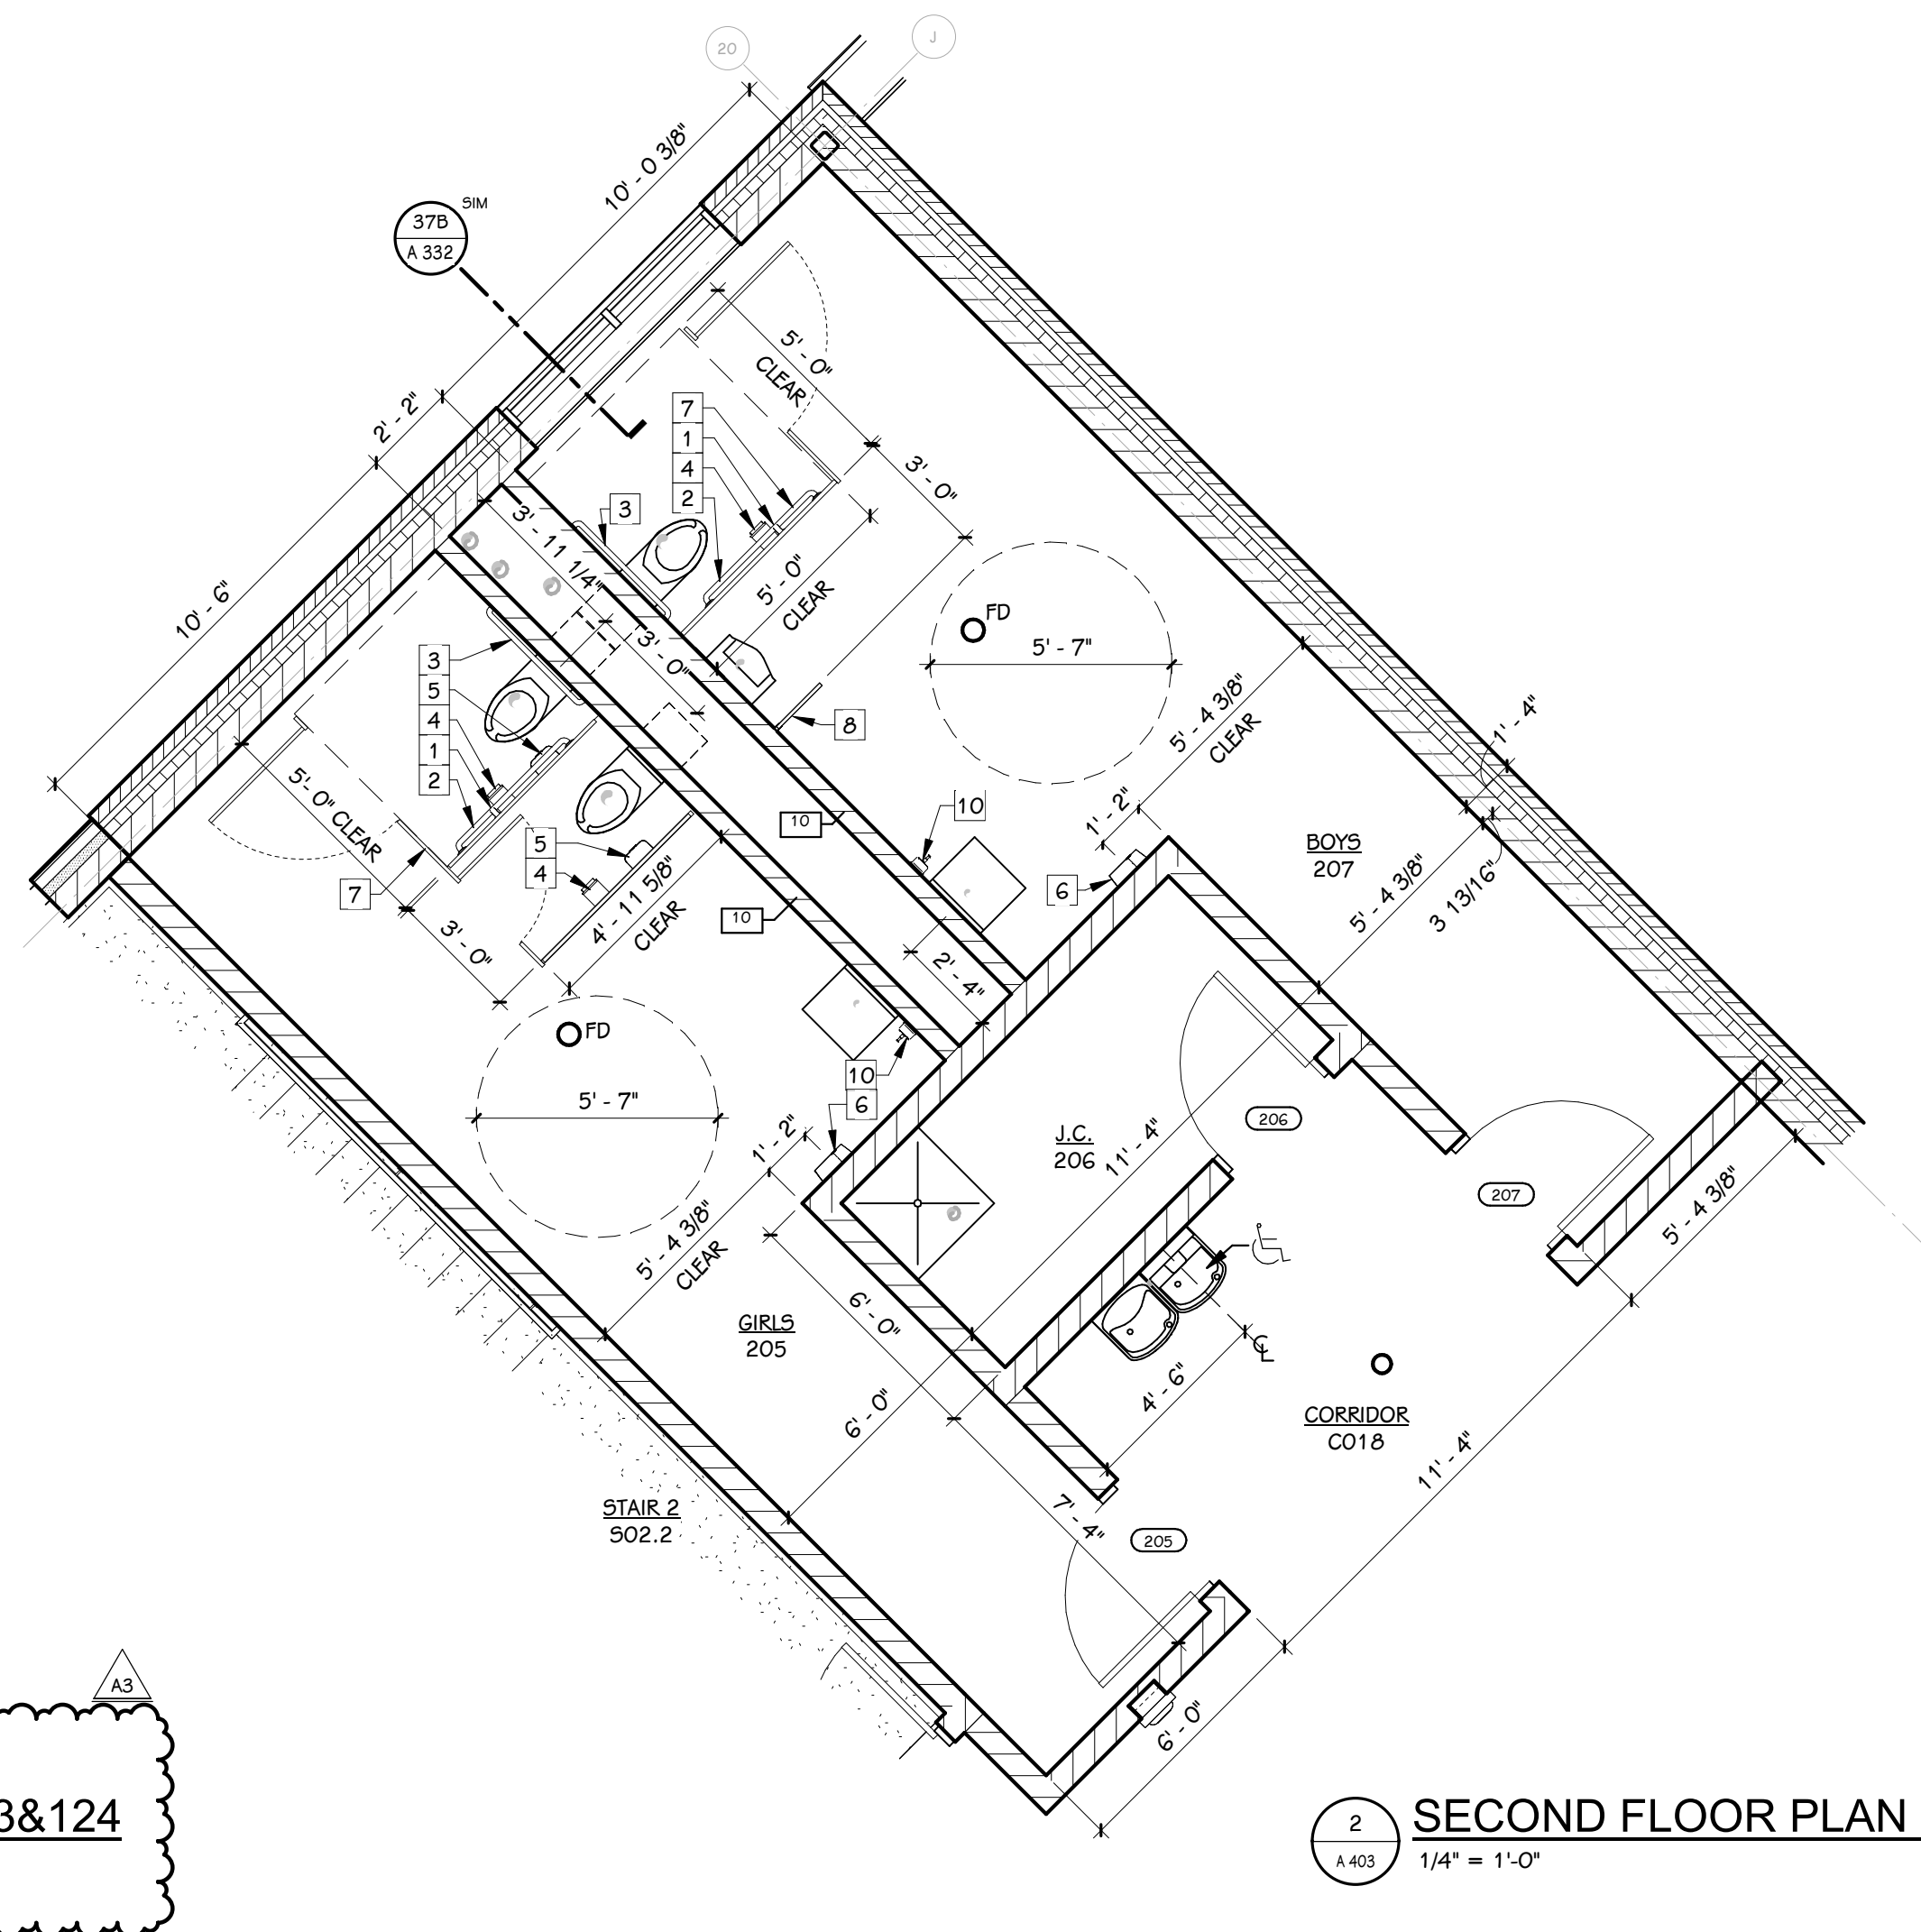 20
J
10' - 0 3/8"
SIM
37B
A 332
2' - 2"
10' - 6"
5' - 0"
CLEAR
7
1
4
2
3
3' - 0"
3' - 11 1/4"
5' - 0"
CLEAR
3' - 0"
FD
5' - 7"
8
3
5
4
1
2
5' - 0" CLEAR
7
5
4
4' - 11 5/8"
CLEAR
3' - 0"
10
10
10
5' - 4 3/8"
CLEAR
1' - 4"
1' - 2"
6
BOYS
207
5' - 4 3/8"
3 13/16"
2' - 4"
FD
5' - 7"
10
6
1' - 2"
5' - 4 3/8"
CLEAR
J.C.
206
11' - 4"
206
207
5' - 4 3/8"
GIRLS
205
6' - 0"
6' - 0"
4' - 6"
CL
CORRIDOR
C018
11' - 4"
STAIR 2
S02.2
7' - 4"
205
6' - 0"
A3
3&124
2
A 403
SECOND FLOOR PLAN
1/4" = 1'-0"